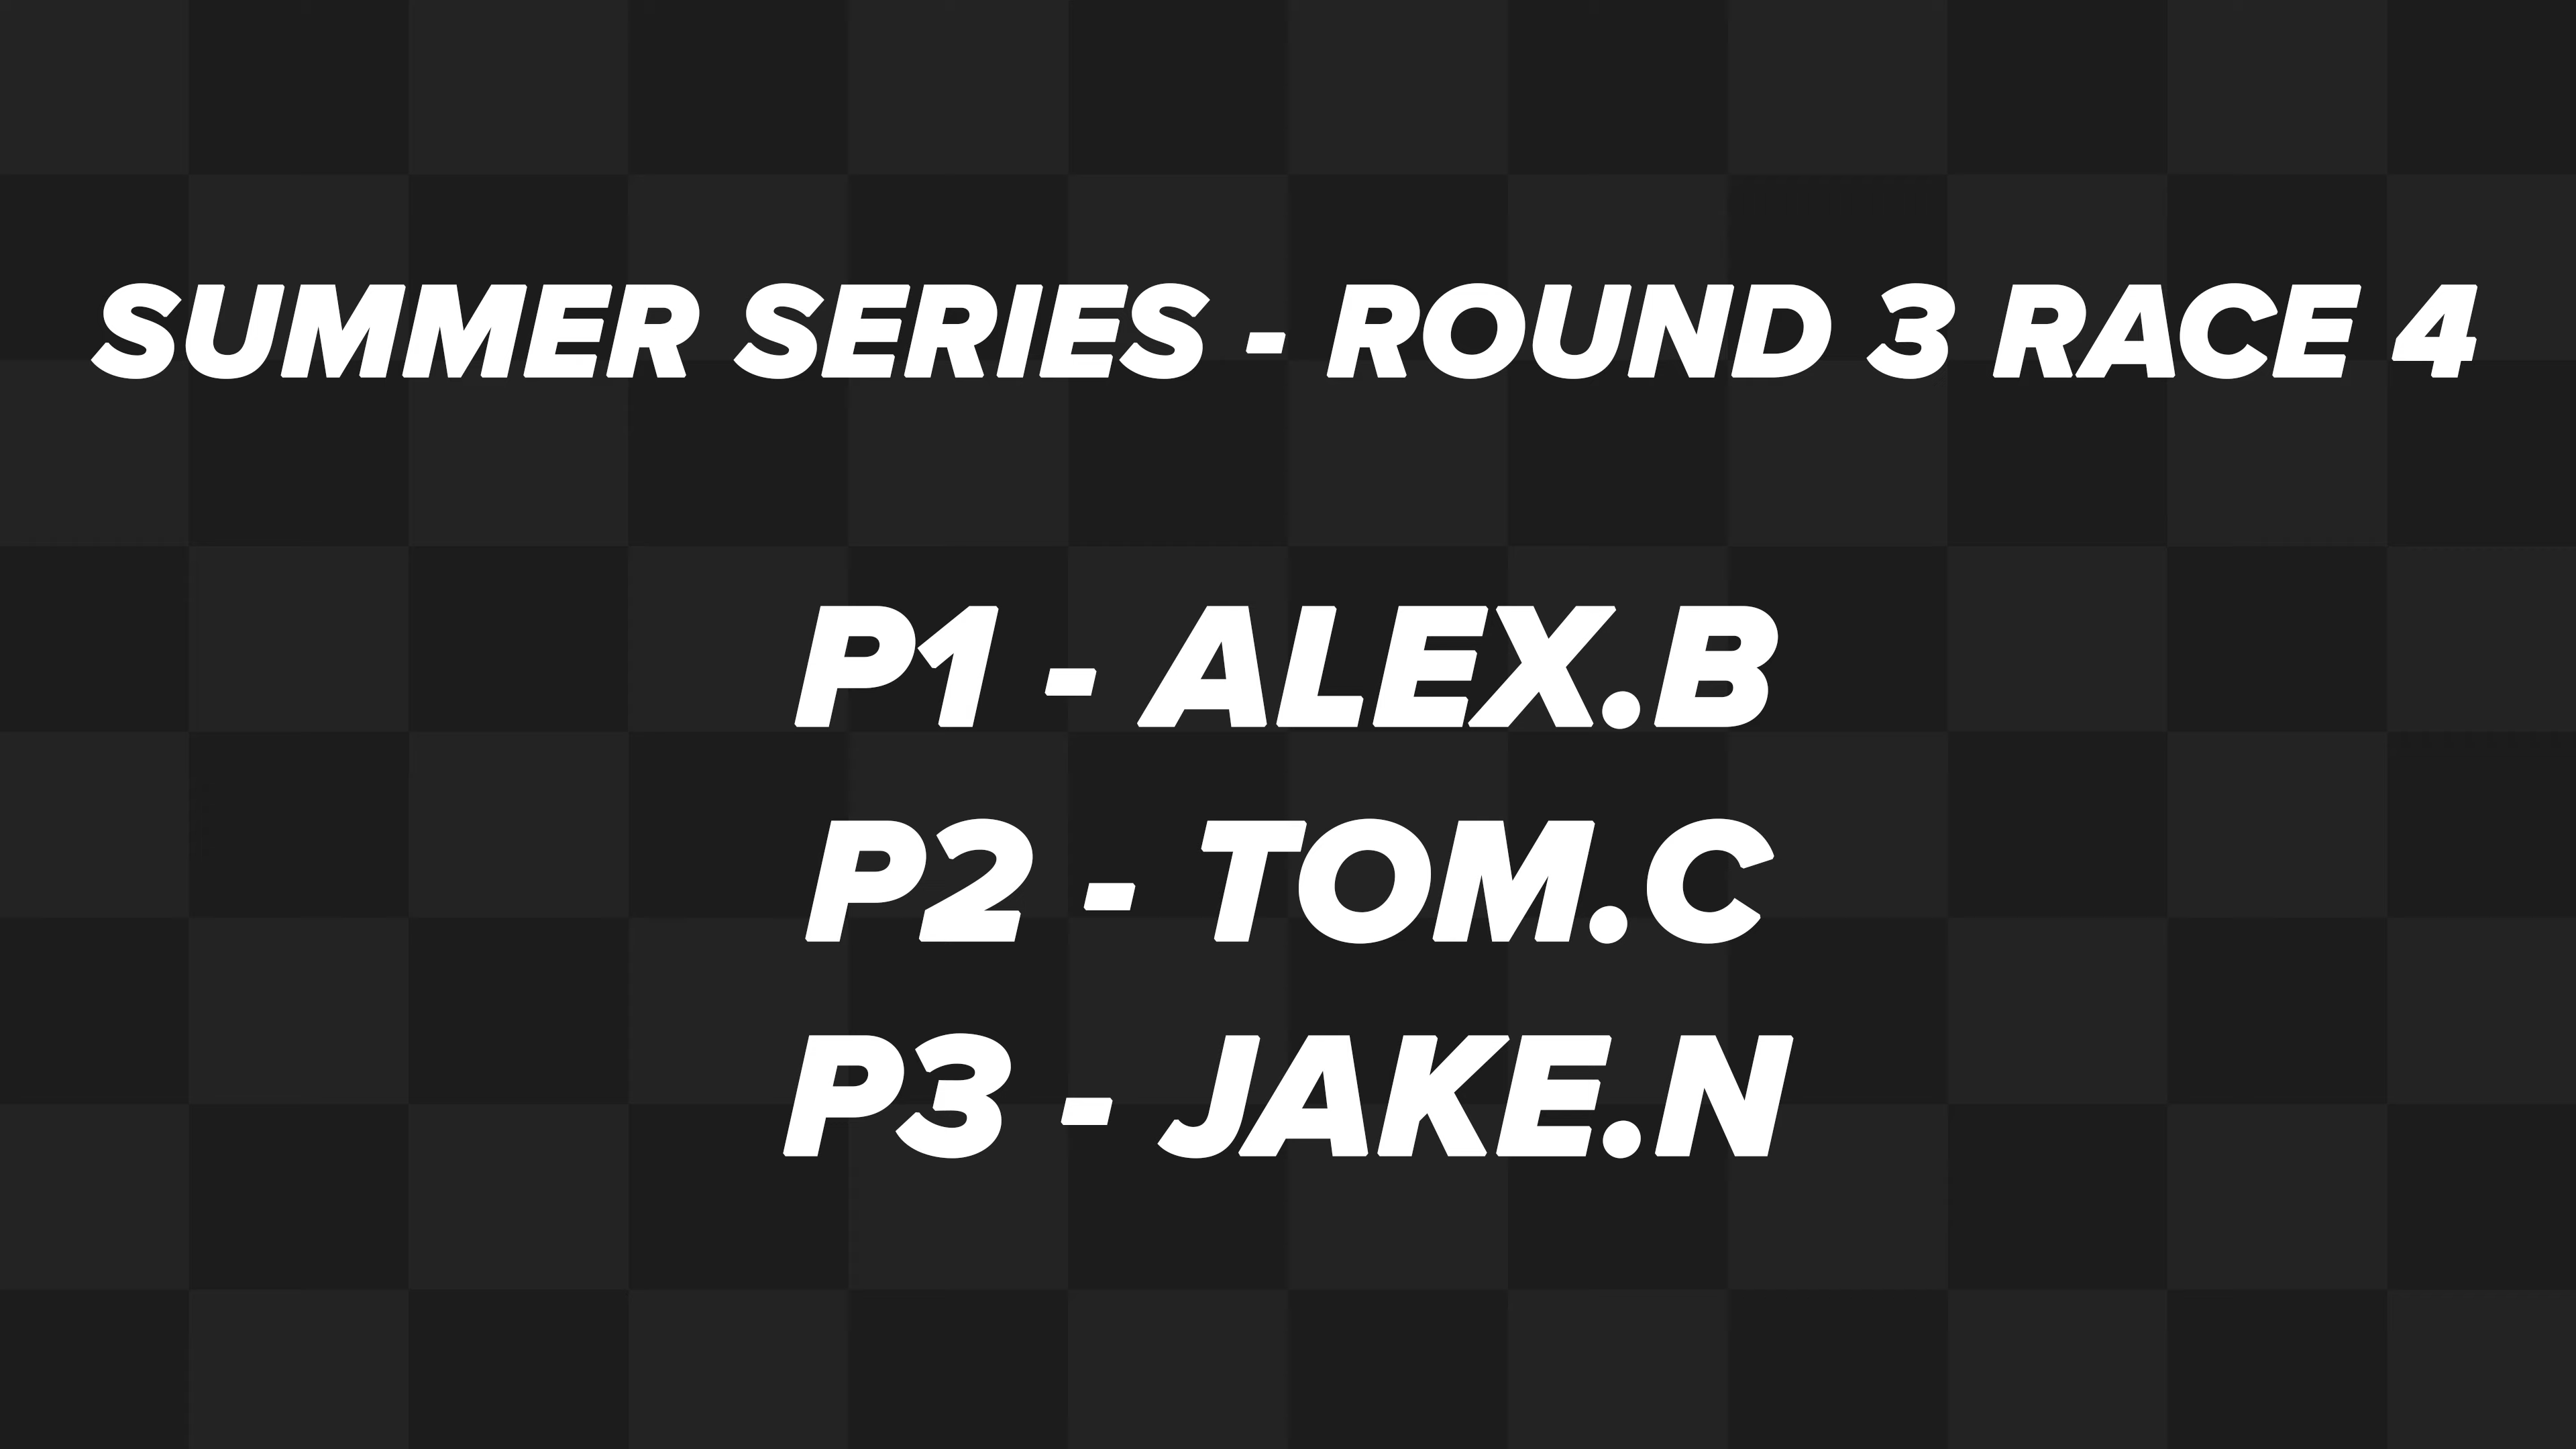 SUMMER SERIES - ROUND 3 RACE 4
P1 - ALEX.B
P2 - TOM.C
P3 - JAKE.N